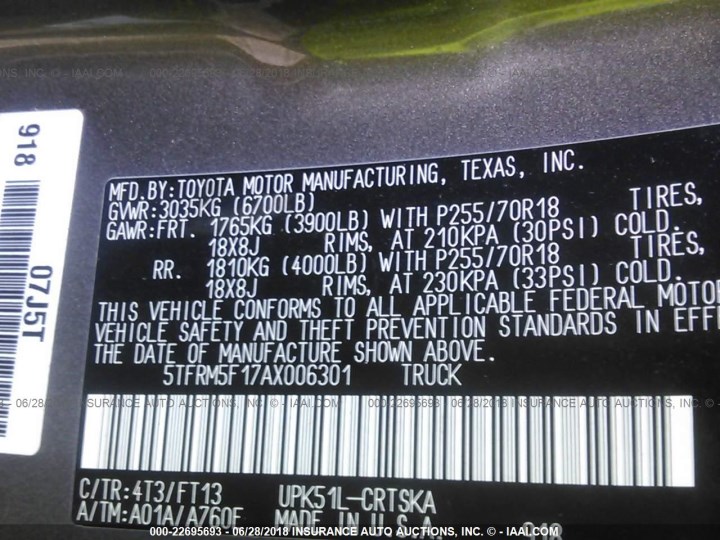 918
07J5T
MFD.BY:TOYOTA MOTOR MANUFACTURING, TEXAS, INC.
GVWR:3035KG (6700LB)
GAWR:FRT. 1765KG (3900LB) WITH P255/70R18 TIRES,
18X8J RIMS, AT 210KPA (30PSI) COLD.
RR. 1810KG (4000LB) WITH P255/70R18 TIRES,
18X8J RIMS, AT 230KPA (33PSI) COLD.
THIS VEHICLE CONFORMS TO ALL APPLICABLE FEDERAL MOTOR
VEHICLE SAFETY AND THEFT PREVENTION STANDARDS IN EFFE
THE DATE OF MANUFACTURE SHOWN ABOVE.
5TFRM5F17AX006301 TRUCK
C/TR:4T3/FT13 UPK51L-CRTSKA
A/TM:A01A/A760E MADE IN U.S.A. 918
000-22695693 - 06/28/2018 - INSURANCE AUTO AUCTIONS, INC. - IAAI.COM